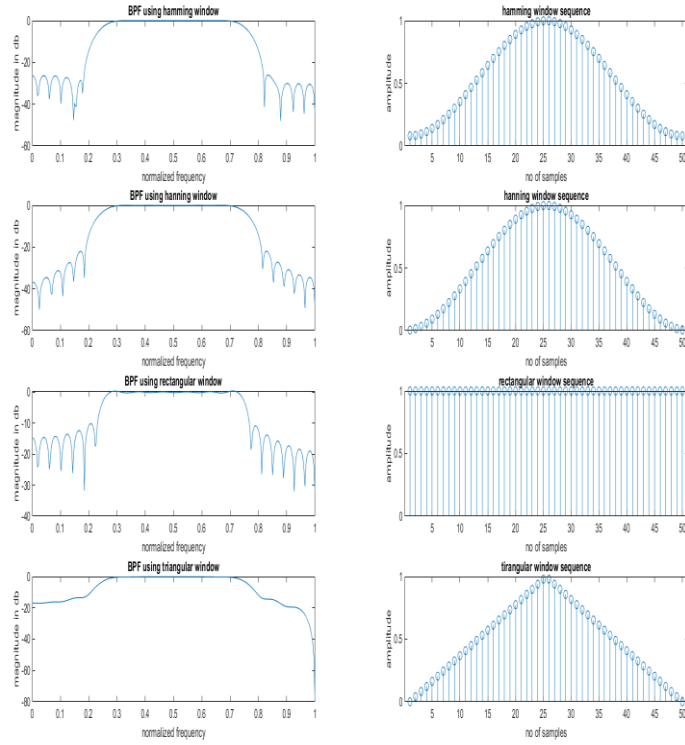 BPF using hamming window
magnitude in db
0
-20
-40
-60
0 0.1 0.2 0.3 0.4 0.5 0.6 0.7 0.8 0.9 1
normalized frequency
hamming window sequence
amplitude
1
0.5
0
5 10 15 20 25 30 35 40 45 50
no of samples
BPF using hanning window
magnitude in db
0
-20
-40
-60
0 0.1 0.2 0.3 0.4 0.5 0.6 0.7 0.8 0.9 1
normalized frequency
hanning window sequence
amplitude
1
0.5
0
5 10 15 20 25 30 35 40 45 50
no of samples
BPF using rectangular window
magnitude in db
0
-10
-20
-30
-40
0 0.1 0.2 0.3 0.4 0.5 0.6 0.7 0.8 0.9 1
normalized frequency
rectangular window sequence
amplitude
1
0.5
0
5 10 15 20 25 30 35 40 45 50
no of samples
BPF using triangular window
magnitude in db
0
-20
-40
-60
-80
0 0.1 0.2 0.3 0.4 0.5 0.6 0.7 0.8 0.9 1
normalized frequency
tirangular window sequence
amplitude
1
0.5
0
5 10 15 20 25 30 35 40 45 50
no of samples